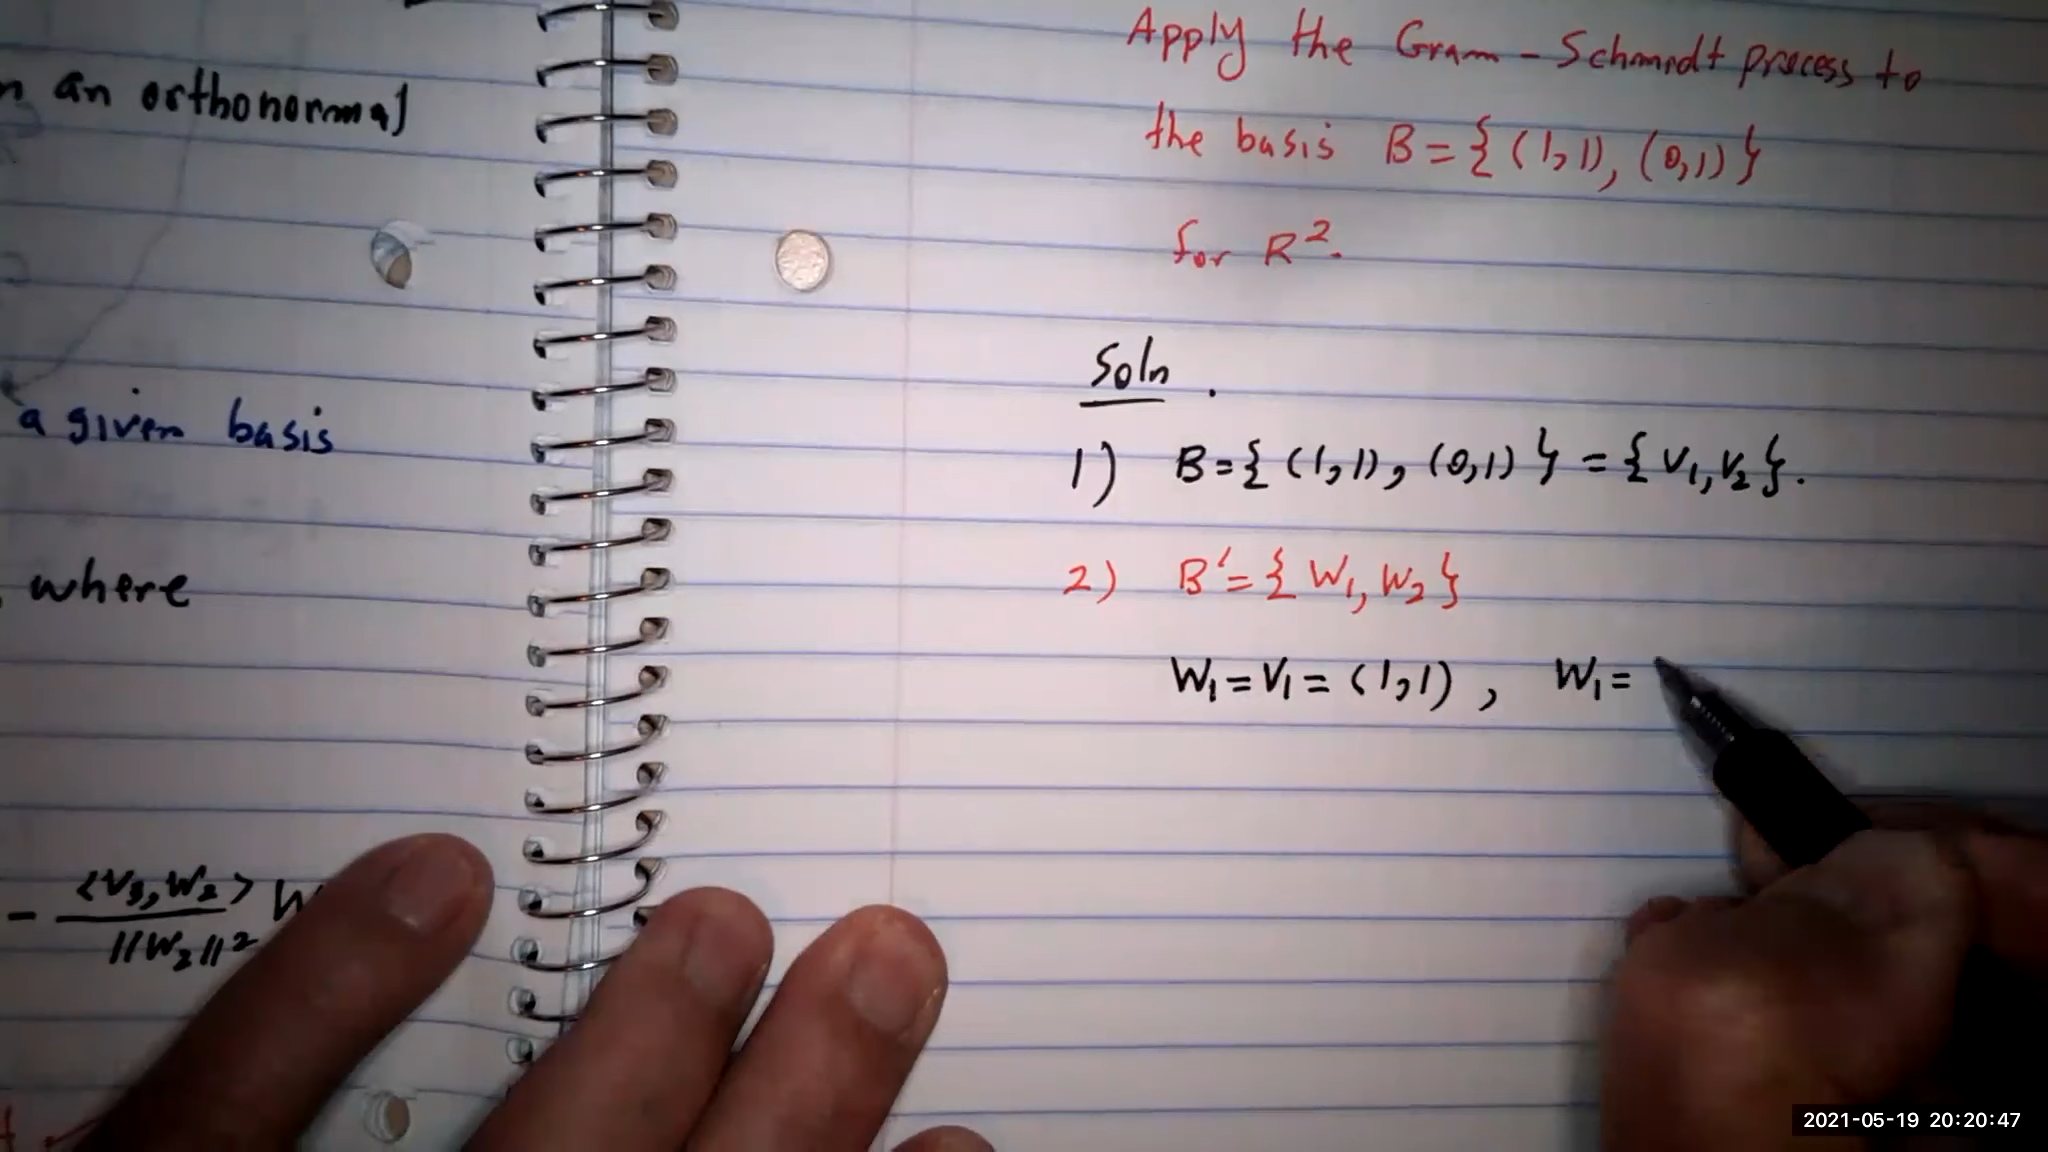 n an orthonormal
a given basis
where
- <V3, W2> / ||W2||² W
Apply the Gram - Schmidt process to
the basis B = { (1,1), (0,1) }
for R².
Soln.
1) B = { (1,1), (0,1) } = { V1, V2 }.
2) B' = { W1, W2 }
W1 = V1 = (1,1), W1 =
2021-05-19 20:20:47